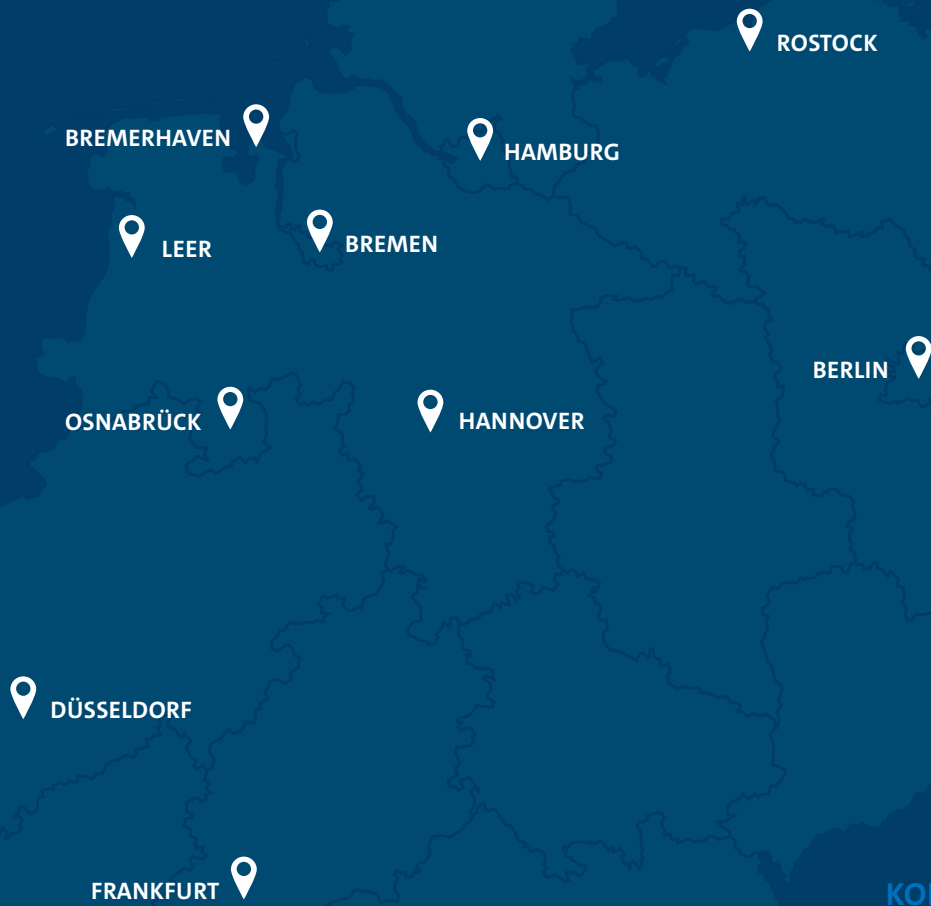 ROSTOCK
BREMERHAVEN
HAMBURG
LEER
BREMEN
BERLIN
OSNABRÜCK
HANNOVER
DÜSSELDORF
FRANKFURT